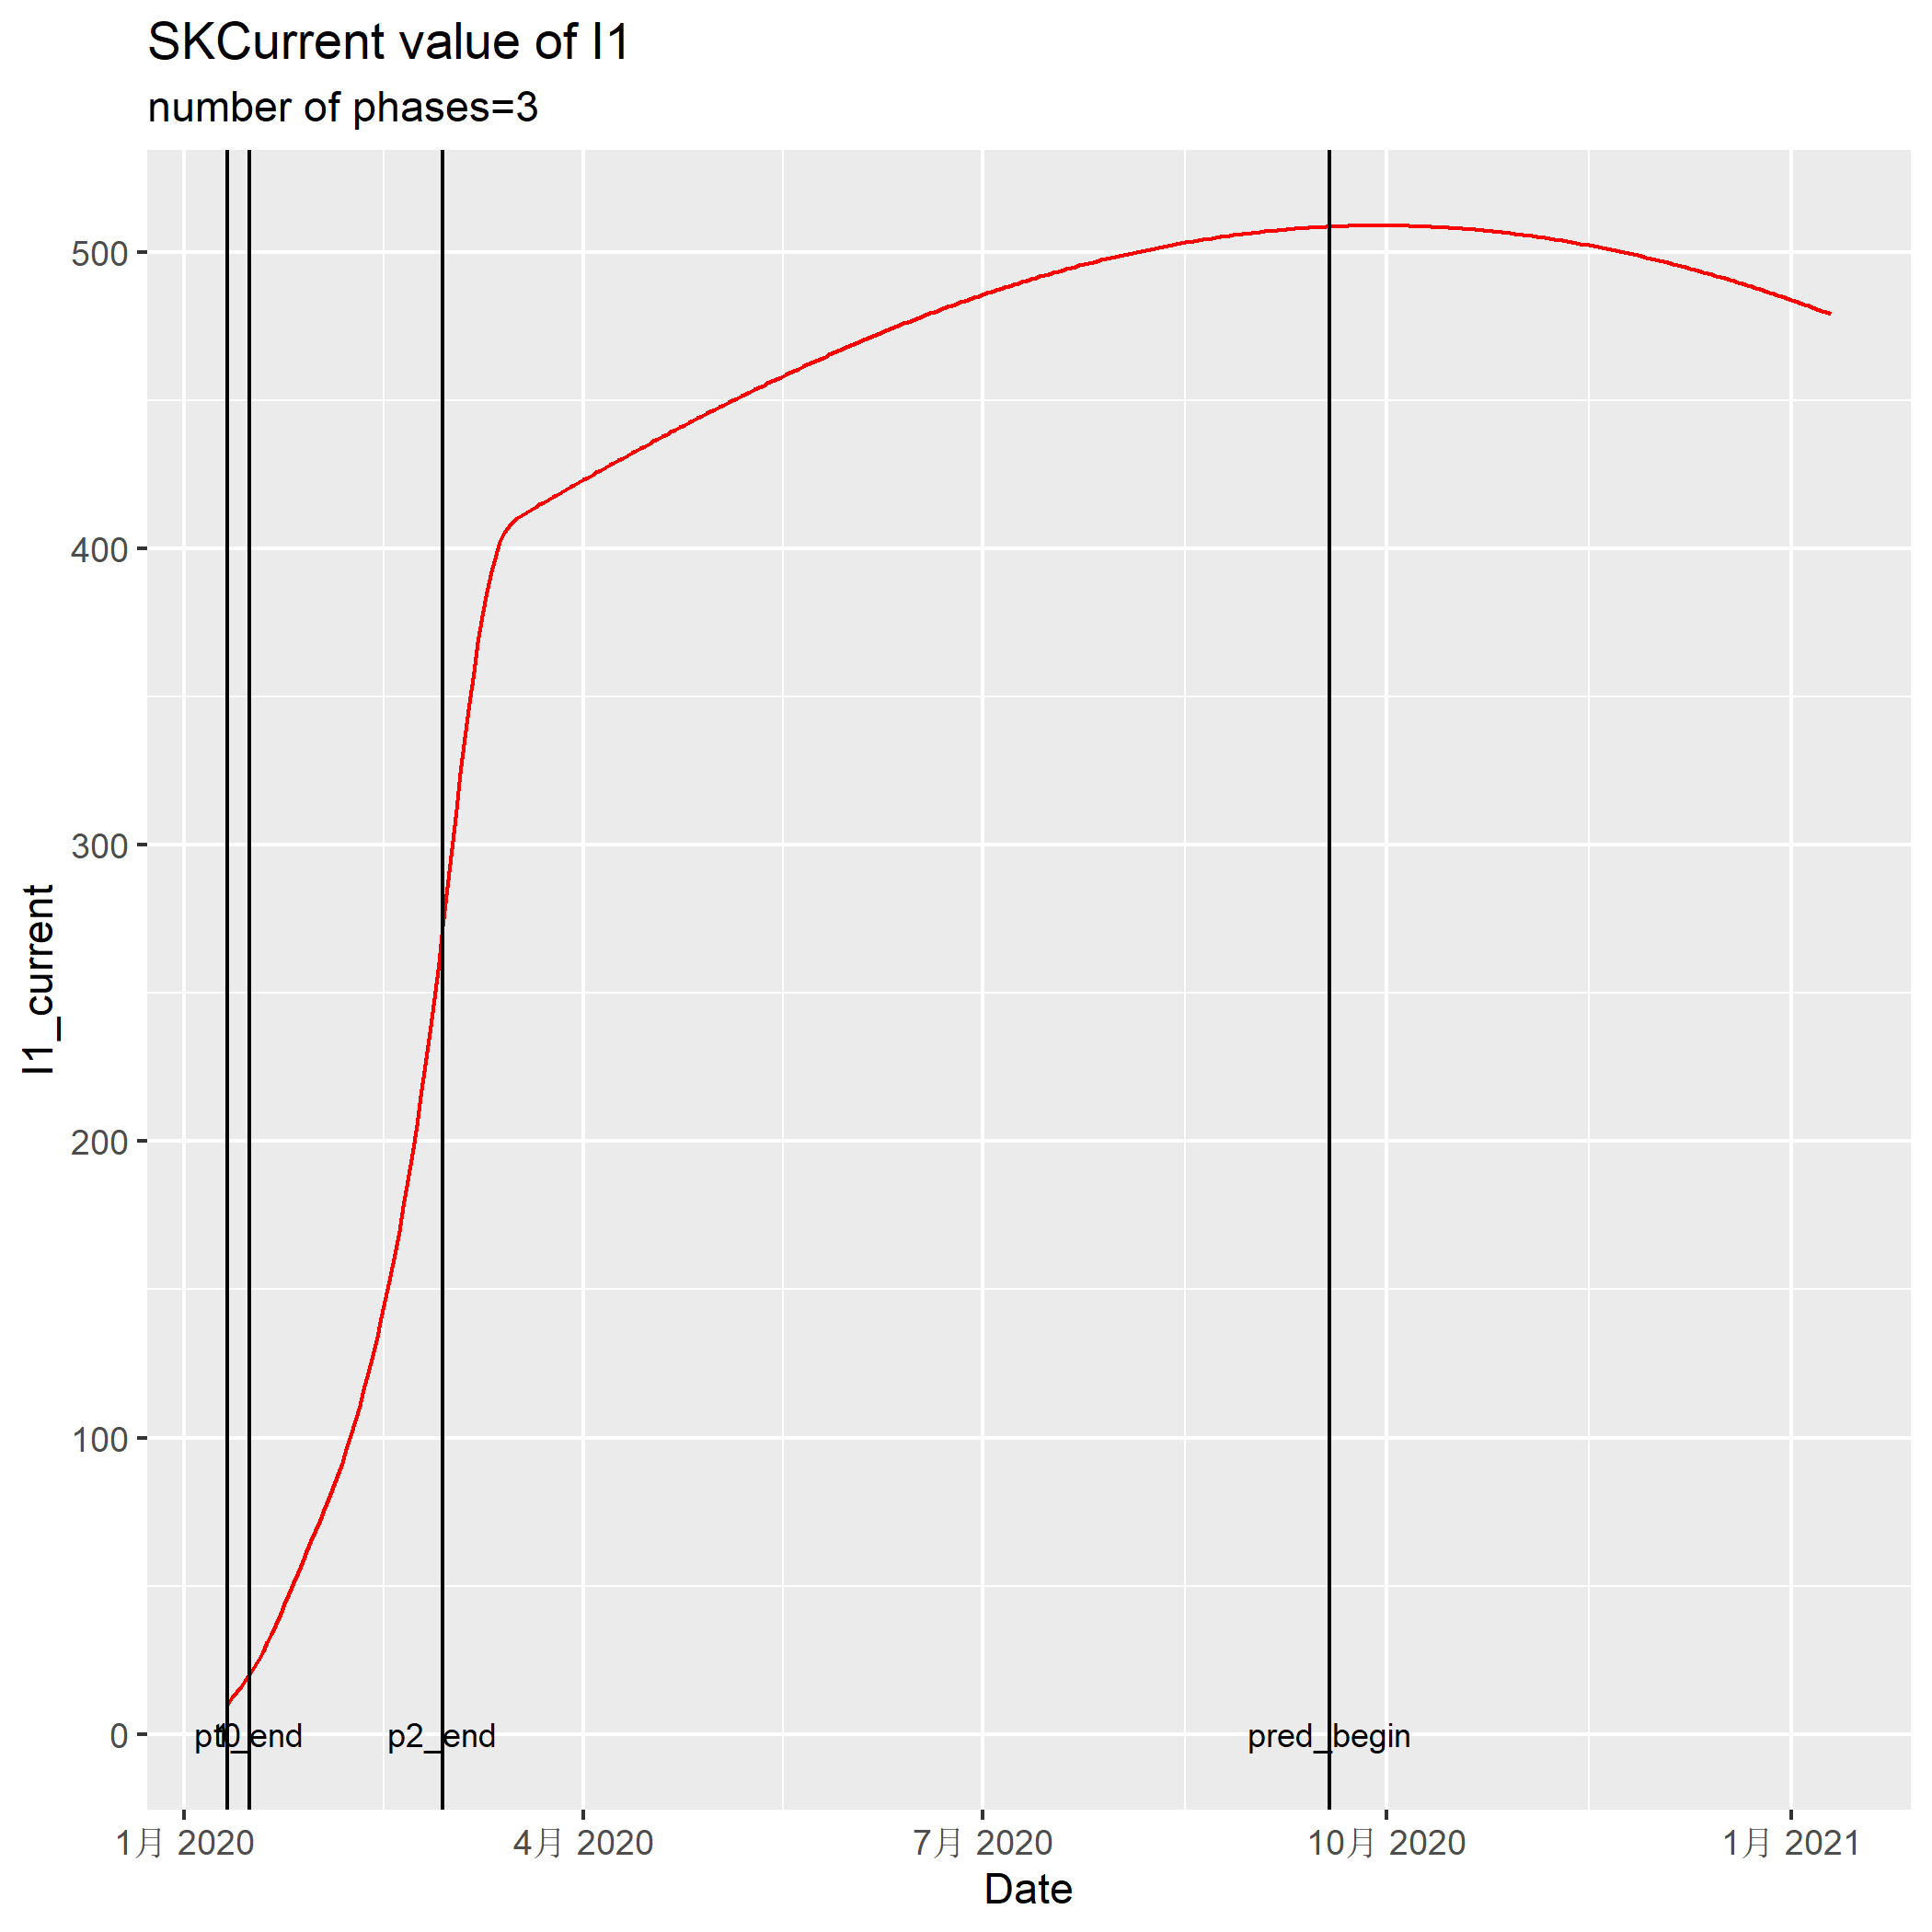 SKCurrent value of I1
number of phases=3
I1_current
500
400
300
200
100
0
p2_end
pred_begin
1月 2020
4月 2020
7月 2020
10月 2020
1月 2021
Date